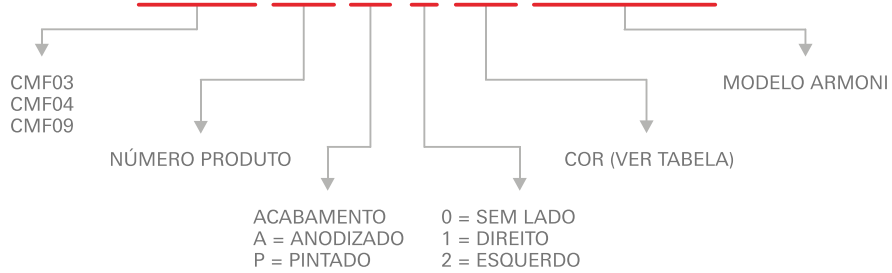 CMF03
CMF04
CMF09
MODELO ARMONI
NÚMERO PRODUTO
COR (VER TABELA)
ACABAMENTO
A = ANODIZADO
P = PINTADO
0 = SEM LADO
1 = DIREITO
2 = ESQUERDO